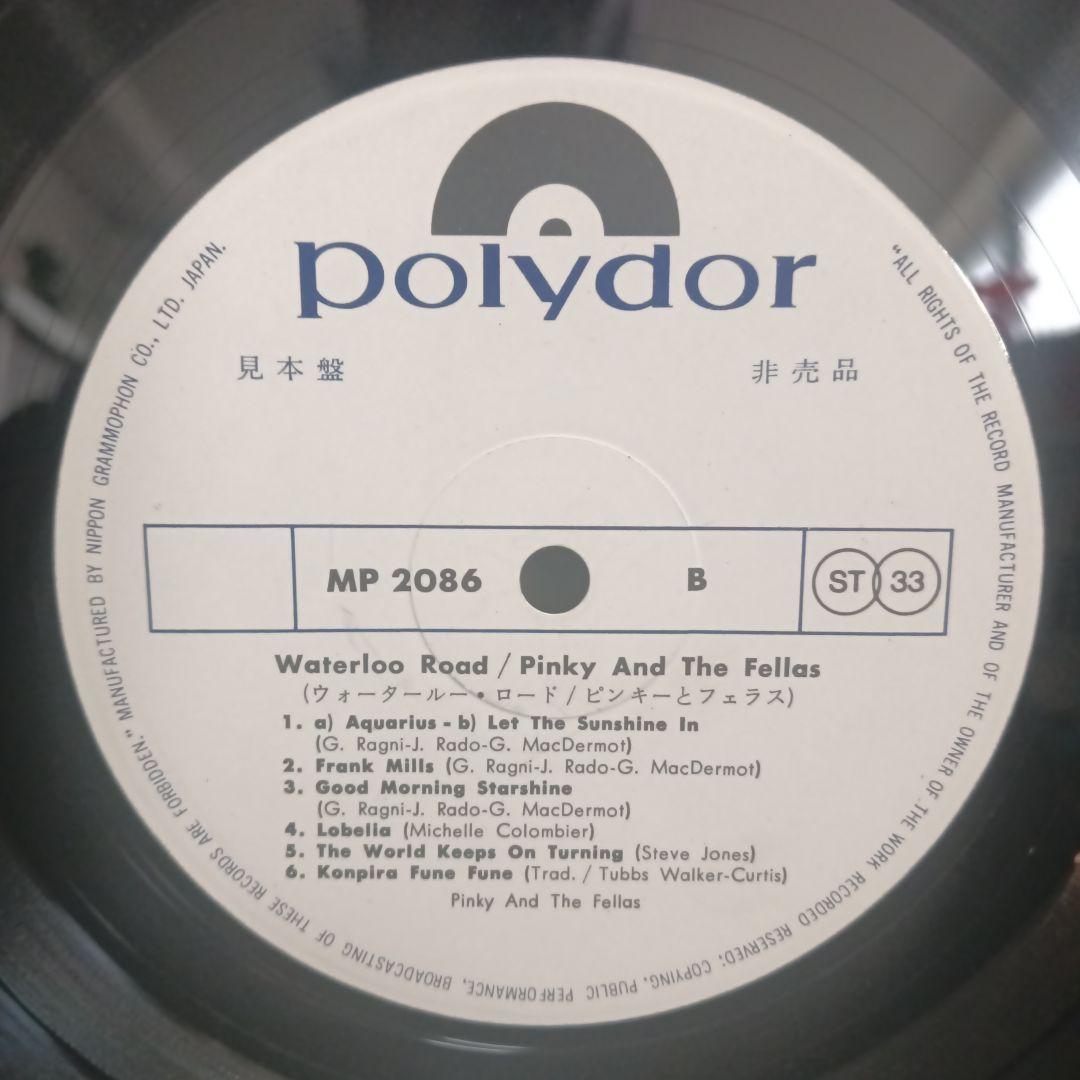 polydor
見本盤 非売品
MP 2086 B ST 33
Waterloo Road / Pinky And The Fellas
(ウォータールー・ロード / ピンキーとフェラス)
1. a) Aquarius - b) Let The Sunshine In
(G. Ragni-J. Rado-G. MacDermot)
2. Frank Mills (G. Ragni-J. Rado-G. MacDermot)
3. Good Morning Starshine
(G. Ragni-J. Rado-G. MacDermot)
4. Lobelia (Michelle Colombier)
5. The World Keeps On Turning (Steve Jones)
6. Konpira Fune Fune (Trad. / Tubbs Walker-Curtis)
Pinky And The Fellas
"ALL RIGHTS OF THE RECORD MANUFACTURER AND OF THE OWNER OF THE WORK RECORDED RESERVED; COPYING, PUBLIC PERFORMANCE, BROADCASTING OF THESE RECORDS ARE FORBIDDEN." MANUFACTURED BY NIPPON GRAMMOPHON CO., LTD. JAPAN.